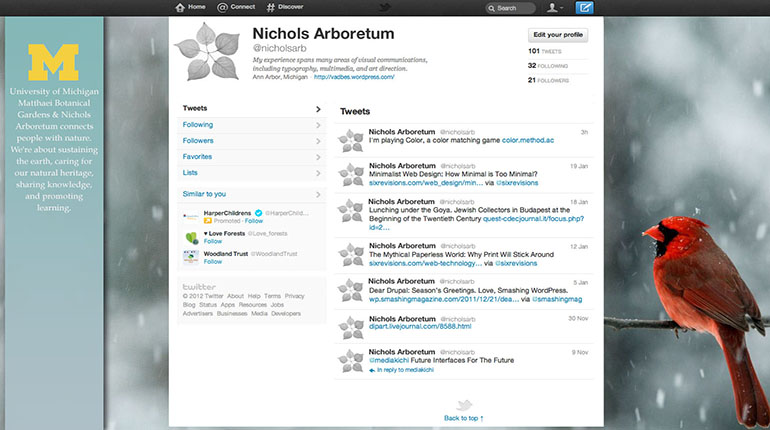 Home
Connect
Discover
Search
M
University of Michigan
Matthaei Botanical
Gardens & Nichols
Arboretum connects
people with nature.
We're about sustaining
the earth, caring for
our natural heritage,
sharing knowledge,
and promoting
learning.
Nichols Arboretum
@nicholsarb
My experience spans many areas of visual communications,
including typography, multimedia, and art direction.
Ann Arbor, Michigan · http://vadbes.wordpress.com/
Edit your profile
101 TWEETS
32 FOLLOWING
21 FOLLOWERS
Tweets
Following
Followers
Favorites
Lists
Similar to you
HarperChildrens @HarperChild...
Promoted · Follow
♥ Love Forests @Love_forests
Follow
Woodland Trust @WoodlandTrust
Follow
twitter
© 2012 Twitter About Help Terms Privacy
Blog Status Apps Resources Jobs
Advertisers Businesses Media Developers
Tweets
Nichols Arboretum @nicholsarb 3h
I'm playing Color, a color matching game color.method.ac
Nichols Arboretum @nicholsarb 19 Jan
Minimalist Web Design: How Minimal is Too Minimal?
sixrevisions.com/web_design/min... via @sixrevisions
Nichols Arboretum @nicholsarb 18 Jan
Lunching under the Goya. Jewish Collectors in Budapest at the
Beginning of the Twentieth Century quest-cdecjournal.it/focus.php?
id=2...
Nichols Arboretum @nicholsarb 12 Jan
The Mythical Paperless World: Why Print Will Stick Around
sixrevisions.com/web-technology... via @sixrevisions
Nichols Arboretum @nicholsarb 5 Jan
Dear Drupal: Season's Greetings. Love, Smashing WordPress.
wp.smashingmagazine.com/2011/12/21/dea... via @smashingmag
Nichols Arboretum @nicholsarb 30 Nov
dipart.livejournal.com/8588.html
Nichols Arboretum @nicholsarb 9 Nov
@mediakichi Future Interfaces For The Future
In reply to mediakichi
Back to top ↑